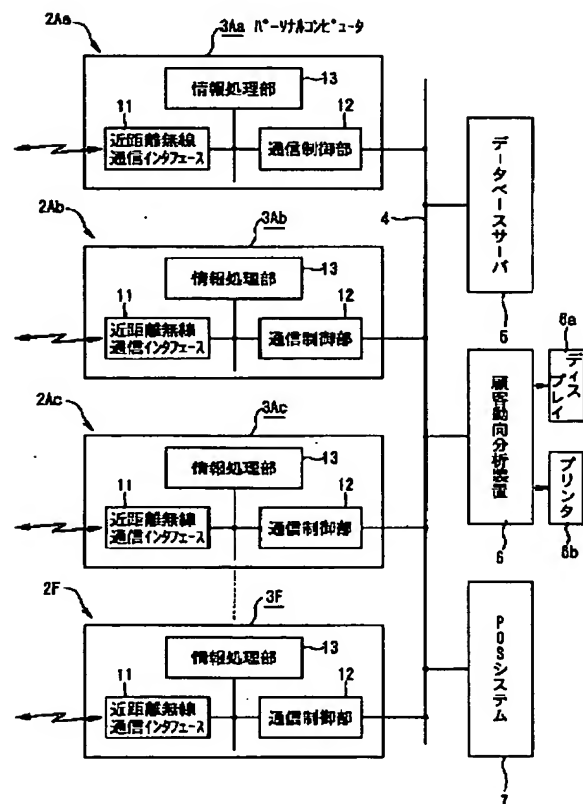 2Aa
3Aa パーソナルコンピュータ
情報処理部
13
11
近距離無線
通信インタフェース
12
通信制御部
2Ab
3Ab
情報処理部
13
11
近距離無線
通信インタフェース
12
通信制御部
2Ac
3Ac
情報処理部
13
11
近距離無線
通信インタフェース
12
通信制御部
2F
3F
情報処理部
13
11
近距離無線
通信インタフェース
12
通信制御部
4
データベースサーバ
5
顧客動向分析装置
6
ディス
プレイ
6a
プリンタ
6b
POSシステム
7